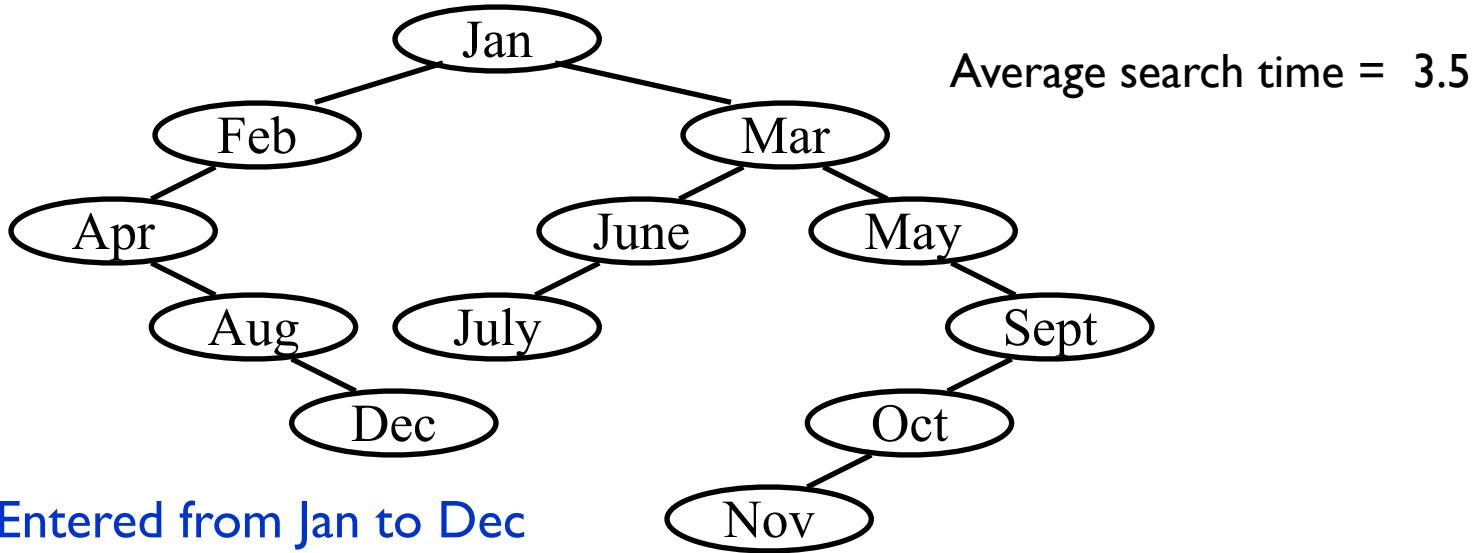 Jan
Average search time = 3.5
Feb
Mar
Apr
June
May
Aug
July
Sept
Dec
Oct
Entered from Jan to Dec
Nov